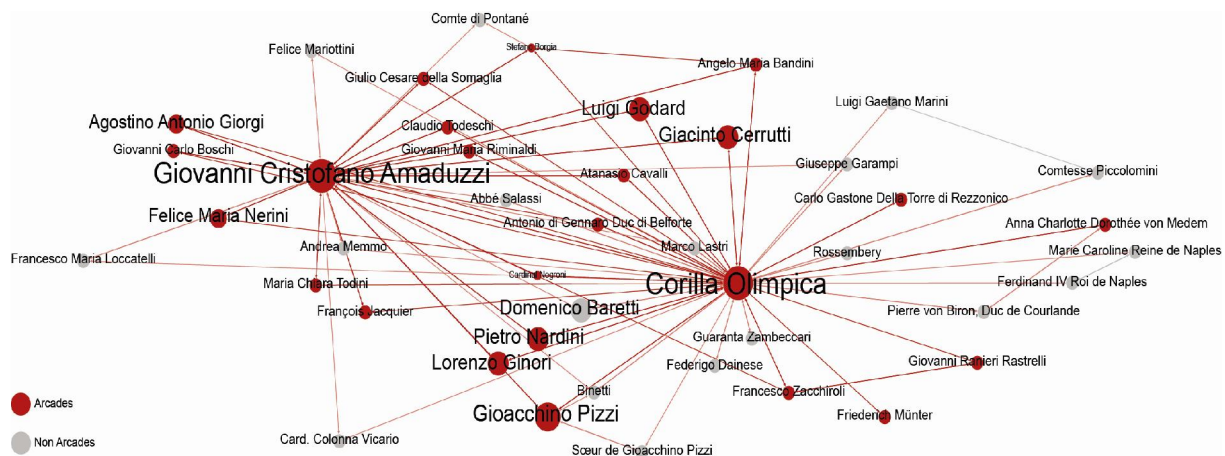 Comte di Pontané
Felice Mariottini
Stefano Borgia
Angelo Maria Bandini
Giulio Cesare della Somaglia
Luigi Gaetano Marini
Luigi Godard
Agostino Antonio Giorgi
Claudio Todeschi
Giacinto Cerrutti
Giovanni Carlo Boschi
Giovanni Maria Riminaldi
Giuseppe Garampi
Giovanni Cristofano Amaduzzi
Atanasio Cavalli
Comtesse Piccolomini
Abbé Salassi
Carlo Gastone Della Torre di Rezzonico
Felice Maria Nerini
Antonio di Gennaro Duc di Belforte
Anna Charlotte Dorothée von Medem
Andrea Memmo
Marco Lastri
Rossembery
Marie Caroline Reine de Naples
Francesco Maria Loccatelli
Cardinal Negroni
Maria Chiara Todini
Corilla Olimpica
Ferdinand IV Roi de Naples
François Jacquier
Domenico Baretti
Pierre von Biron, Duc de Courlande
Pietro Nardini
Guaranta Zambeccari
Lorenzo Ginori
Federigo Dainese
Giovanni Ranieri Rastrelli
Binetti
Francesco Zacchiroli
Arcades
Gioacchino Pizzi
Friederich Münter
Non Arcades
Card. Colonna Vicario
Sœur de Gioacchino Pizzi